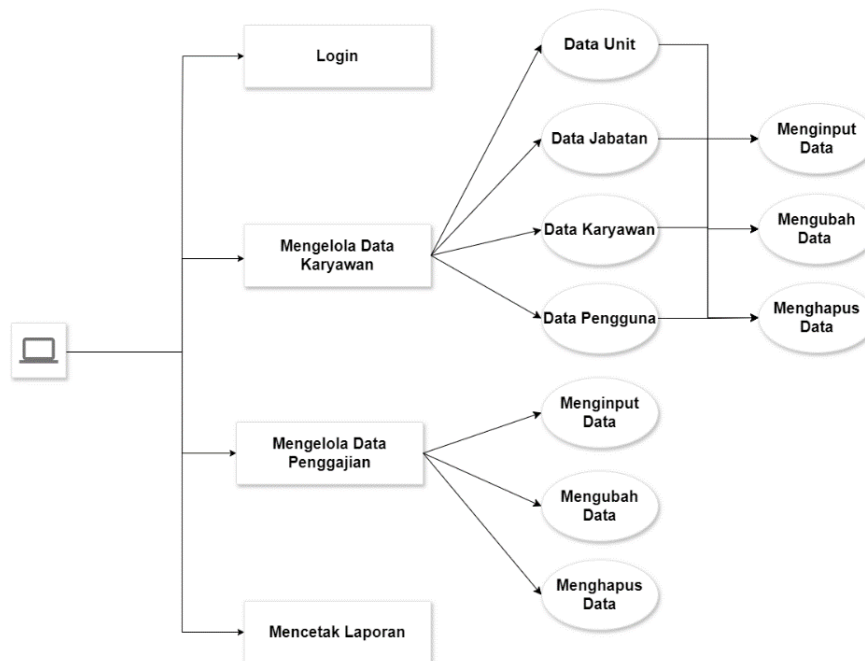 Login
Data Unit
Data Jabatan
Menginput
Data
Mengelola Data
Karyawan
Data Karyawan
Mengubah
Data
Data Pengguna
Menghapus
Data
Mengelola Data
Penggajian
Menginput
Data
Mengubah
Data
Menghapus
Data
Mencetak Laporan